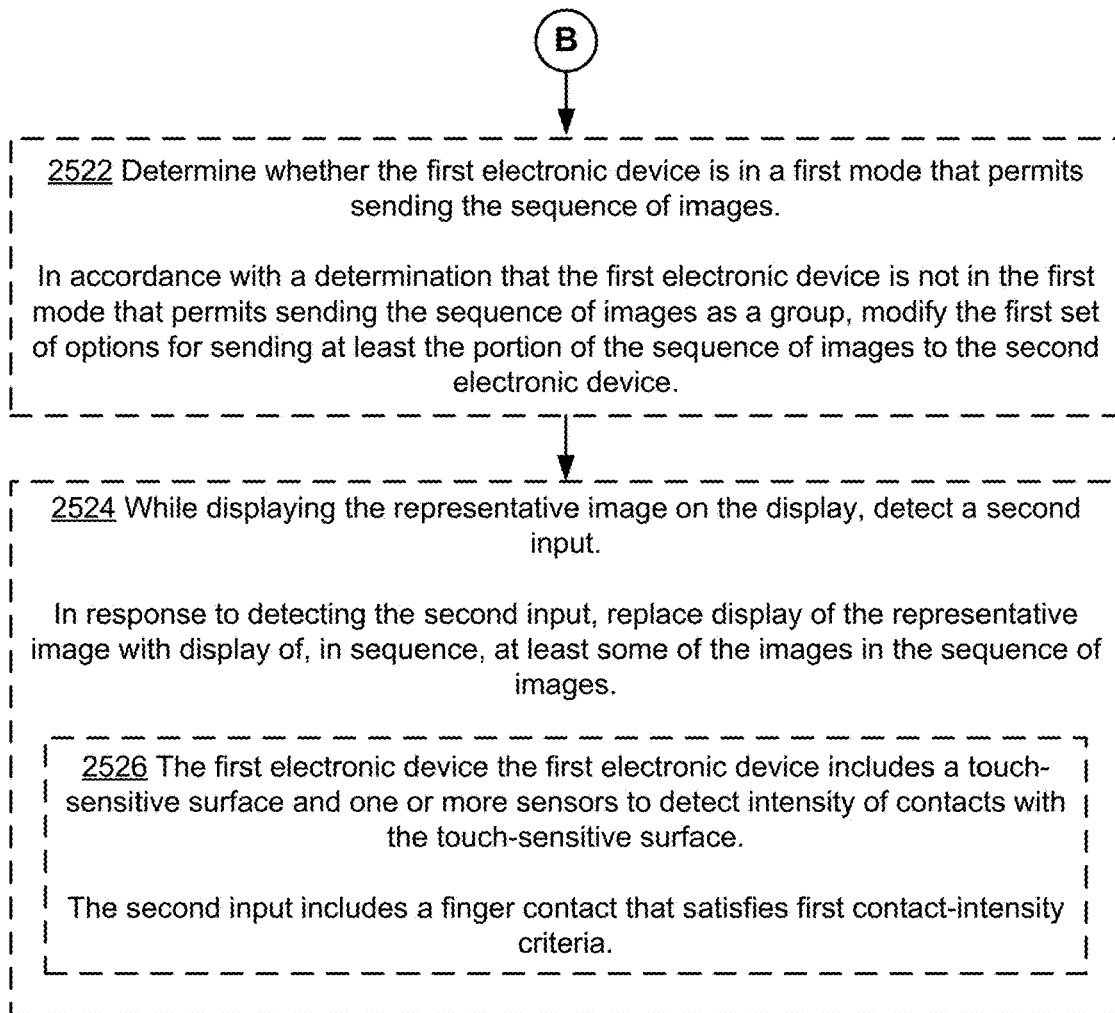 B
2522 Determine whether the first electronic device is in a first mode that permits
sending the sequence of images.
In accordance with a determination that the first electronic device is not in the first
mode that permits sending the sequence of images as a group, modify the first set
of options for sending at least the portion of the sequence of images to the second
electronic device.
2524 While displaying the representative image on the display, detect a second
input.
In response to detecting the second input, replace display of the representative
image with display of, in sequence, at least some of the images in the sequence of
images.
2526 The first electronic device the first electronic device includes a touch-
sensitive surface and one or more sensors to detect intensity of contacts with
the touch-sensitive surface.
The second input includes a finger contact that satisfies first contact-intensity
criteria.